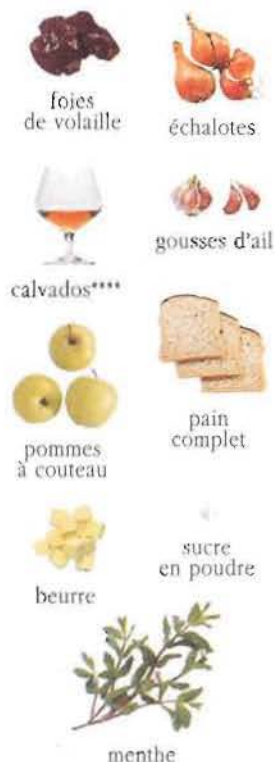 foies
de volaille
échalotes
calvados****
gousses d'ail
pommes
à couteau
pain
complet
beurre
sucre
en poudre
menthe